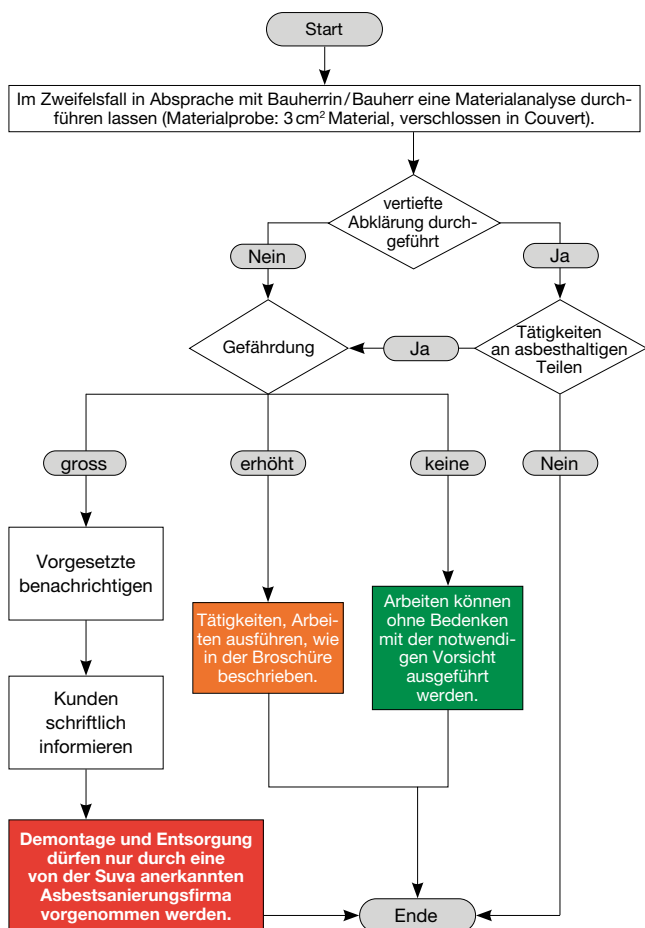 Start
Im Zweifelsfall in Absprache mit Bauherrin/Bauherr eine Materialanalyse durch-
führen lassen (Materialprobe: 3 cm² Material, verschlossen in Couvert).
vertiefte
Abklärung durch-
geführt
Nein
Ja
Gefährdung
Ja
Tätigkeiten
an asbesthaltigen
Teilen
gross
erhöht
keine
Nein
Vorgesetzte
benachrichtigen
Tätigkeiten, Arbei-
ten ausführen, wie
in der Broschüre
beschrieben.
Arbeiten können
ohne Bedenken
mit der notwendi-
gen Vorsicht
ausgeführt
werden.
Kunden
schriftlich
informieren
Demontage und Entsorgung
dürfen nur durch eine
von der Suva anerkannten
Asbestsanierungsfirma
vorgenommen werden.
Ende